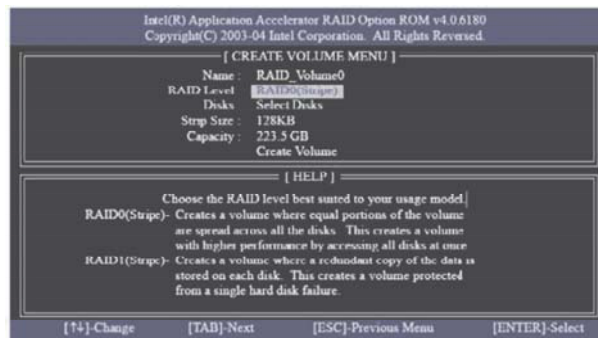 Intel(R) Application Accelerator RAID Option ROM v4.0.6180
Copyright(C) 2003-04 Intel Corporation. All Rights Reversed.
[ CREATE VOLUME MENU ]
Name : RAID_Volume0
RAID Level RAID0(Stripe)
Disks Select Disks
Strip Size : 128KB
Capacity : 223.5 GB
Create Volume
[ HELP ]
Choose the RAID level best suited to your usage model.
RAID0(Stripe)- Creates a volume where equal portions of the volume
are spread across all the disks. This creates a volume
with higher performance by accessing all disks at once
RAID1(Stripe)- Creates a volume where a redundant copy of the data is
stored on each disk. This creates a volume protected
from a single hard disk failure.
[↑↓]-Change [TAB]-Next [ESC]-Previous Menu [ENTER]-Select